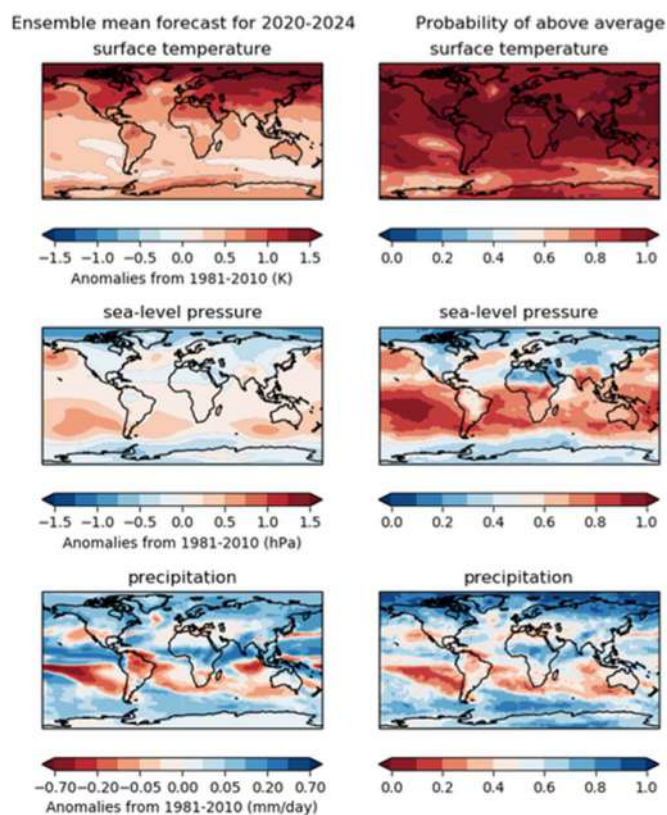 Ensemble mean forecast for 2020-2024
surface temperature
Probability of above average
surface temperature
−1.5 −1.0 −0.5 0.0 0.5 1.0 1.5
Anomalies from 1981-2010 (K)
0.0 0.2 0.4 0.6 0.8 1.0
sea-level pressure
sea-level pressure
−1.5 −1.0 −0.5 0.0 0.5 1.0 1.5
Anomalies from 1981-2010 (hPa)
0.0 0.2 0.4 0.6 0.8 1.0
precipitation
precipitation
−0.70 −0.20 −0.05 0.00 0.05 0.20 0.70
Anomalies from 1981-2010 (mm/day)
0.0 0.2 0.4 0.6 0.8 1.0